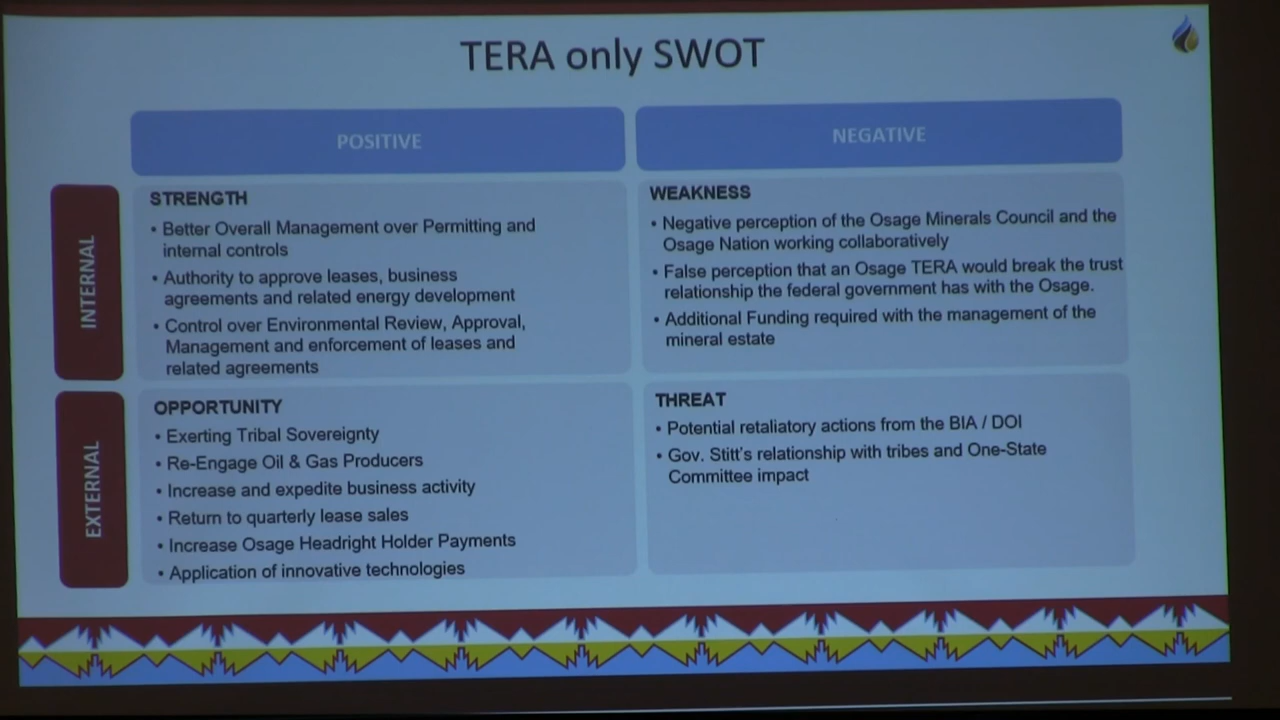 TERA only SWOT
POSITIVE
NEGATIVE
INTERNAL
STRENGTH
• Better Overall Management over Permitting and
internal controls
• Authority to approve leases, business
agreements and related energy development
• Control over Environmental Review, Approval,
Management and enforcement of leases and
related agreements
WEAKNESS
• Negative perception of the Osage Minerals Council and the
Osage Nation working collaboratively
• False perception that an Osage TERA would break the trust
relationship the federal government has with the Osage.
• Additional Funding required with the management of the
mineral estate
EXTERNAL
OPPORTUNITY
• Exerting Tribal Sovereignty
• Re-Engage Oil & Gas Producers
• Increase and expedite business activity
• Return to quarterly lease sales
• Increase Osage Headright Holder Payments
• Application of innovative technologies
THREAT
• Potential retaliatory actions from the BIA / DOI
• Gov. Stitt's relationship with tribes and One-State
Committee impact